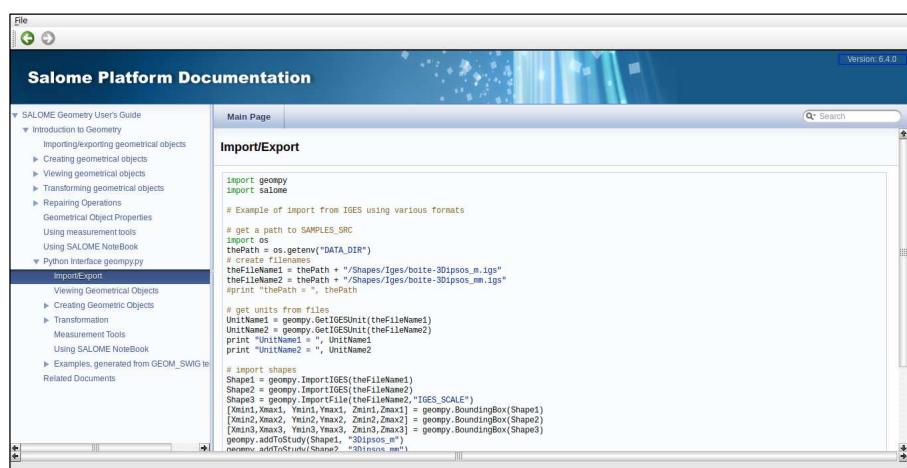 File
Salome Platform Documentation
Version: 6.4.0
SALOME Geometry User's Guide
Introduction to Geometry
Importing/exporting geometrical objects
Creating geometrical objects
Viewing geometrical objects
Transforming geometrical objects
Repairing Operations
Geometrical Object Properties
Using measurement tools
Using SALOME NoteBook
Python Interface geompy.py
Import/Export
Viewing Geometrical Objects
Creating Geometric Objects
Transformation
Measurement Tools
Using SALOME NoteBook
Examples, generated from GEOM_SWIG te
Related Documents
Main Page
Search
Import/Export
import geompy
import salome
# Example of import from IGES using various formats
# get a path to SAMPLES_SRC
import os
thePath = os.getenv("DATA_DIR")
# create filenames
theFileName1 = thePath + "/Shapes/Iges/boite-3Dipsos_m.igs"
theFileName2 = thePath + "/Shapes/Iges/boite-3Dipsos_mm.igs"
#print "thePath = ", thePath
# get units from files
UnitName1 = geompy.GetIGESUnit(theFileName1)
UnitName2 = geompy.GetIGESUnit(theFileName2)
print "UnitName1 = ", UnitName1
print "UnitName2 = ", UnitName2
# import shapes
Shape1 = geompy.ImportIGES(theFileName1)
Shape2 = geompy.ImportIGES(theFileName2)
Shape3 = geompy.ImportFile(theFileName2,"IGES_SCALE")
[Xmin1,Xmax1, Ymin1,Ymax1, Zmin1,Zmax1] = geompy.BoundingBox(Shape1)
[Xmin2,Xmax2, Ymin2,Ymax2, Zmin2,Zmax2] = geompy.BoundingBox(Shape2)
[Xmin3,Xmax3, Ymin3,Ymax3, Zmin3,Zmax3] = geompy.BoundingBox(Shape3)
geompy.addToStudy(Shape1, "3Dipsos_m")
geompy.addToStudy(Shape2, "3Dipsos_mm")